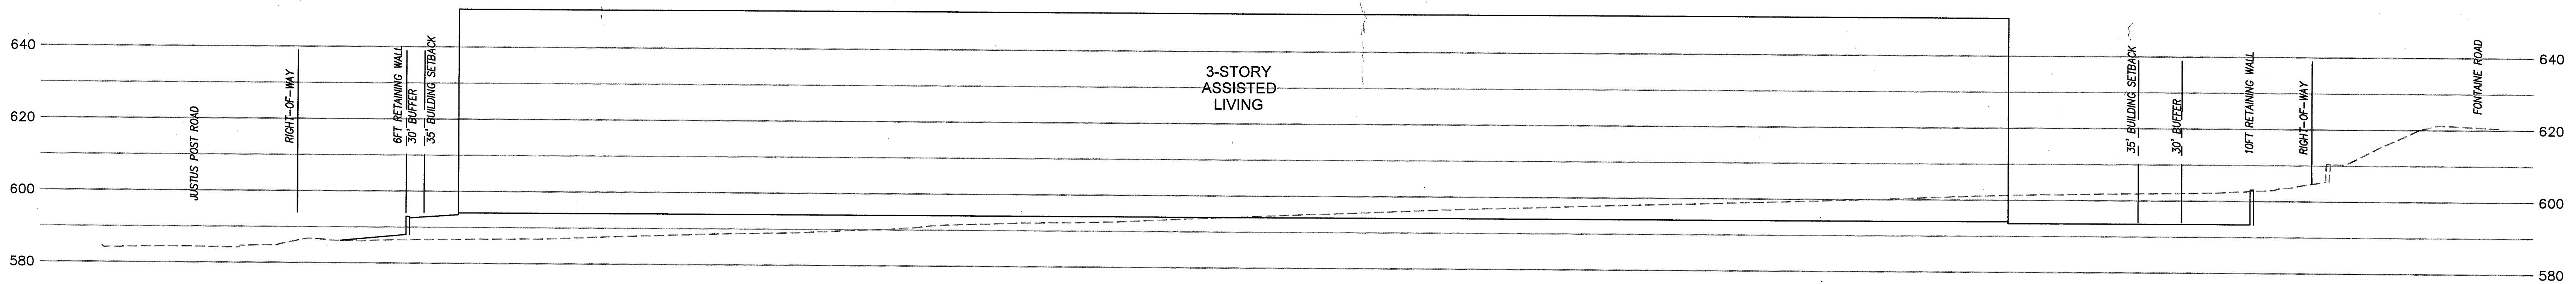 640
620
600
580
JUSTUS POST ROAD
RIGHT-OF-WAY
6FT RETAINING WALL
30' BUFFER
35' BUILDING SETBACK
3-STORY
ASSISTED
LIVING
35' BUILDING SETBACK
30' BUFFER
10FT RETAINING WALL
RIGHT-OF-WAY
FONTAINE ROAD
640
620
600
580